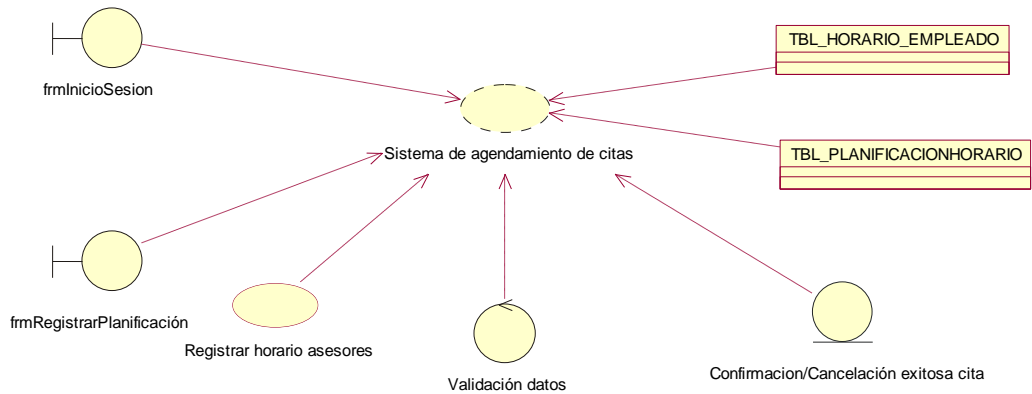 TBL_HORARIO_EMPLEADO
frmInicioSesion
Sistema de agendamiento de citas
TBL_PLANIFICACIONHORARIO
frmRegistrarPlanificación
Registrar horario asesores
Validación datos
Confirmacion/Cancelación exitosa cita